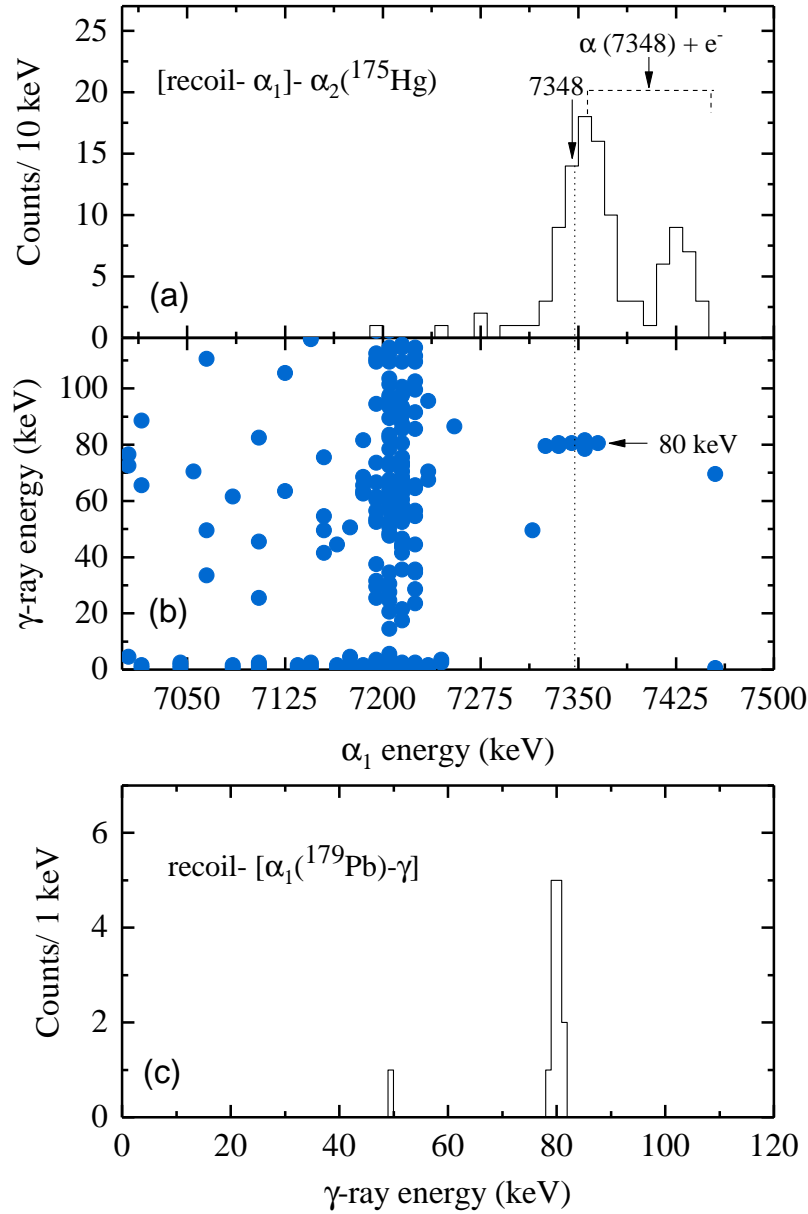 α (7348) + e⁻
[recoil- α₁]- α₂(¹⁷⁵Hg)
7348
25
20
15
10
5
0
Counts/ 10 keV
(a)
100
80
60
40
20
0
γ-ray energy (keV)
80 keV
(b)
7050 7125 7200 7275 7350 7425 7500
α₁ energy (keV)
6
4
2
0
Counts/ 1 keV
recoil- [α₁(¹⁷⁹Pb)-γ]
(c)
0 20 40 60 80 100 120
γ-ray energy (keV)